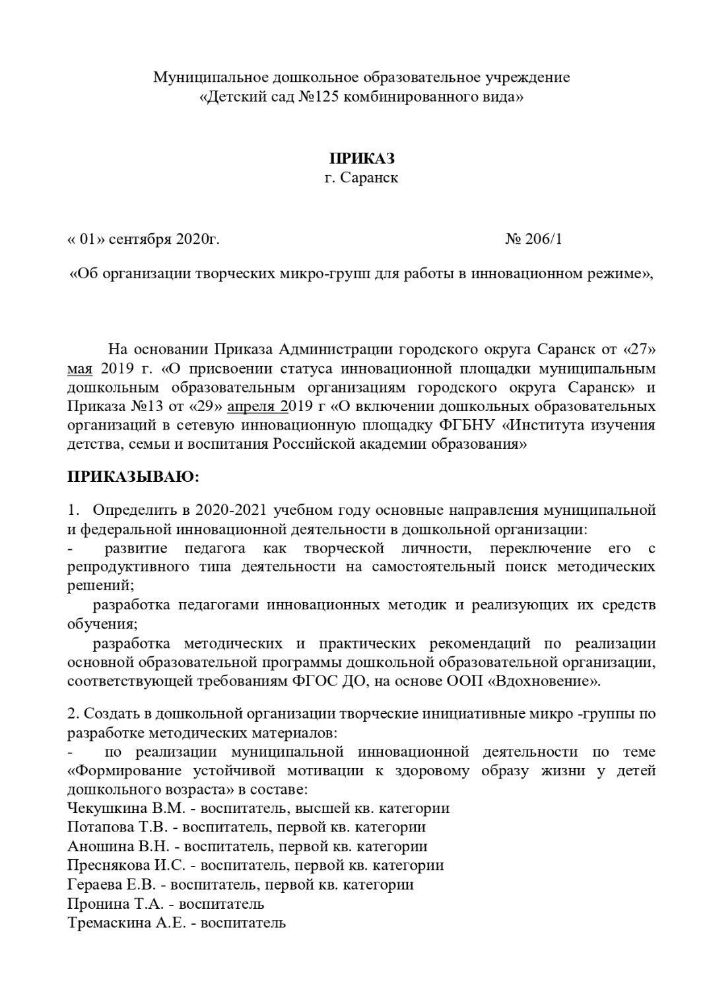 Муниципальное дошкольное образовательное учреждение
«Детский сад №125 комбинированного вида»
ПРИКАЗ
г. Саранск
« 01» сентября 2020г. № 206/1
«Об организации творческих микро-групп для работы в инновационном режиме»,
На основании Приказа Администрации городского округа Саранск от «27»
мая 2019 г. «О присвоении статуса инновационной площадки муниципальным
дошкольным образовательным организациям городского округа Саранск» и
Приказа №13 от «29» апреля 2019 г «О включении дошкольных образовательных
организаций в сетевую инновационную площадку ФГБНУ «Института изучения
детства, семьи и воспитания Российской академии образования»
ПРИКАЗЫВАЮ:
1. Определить в 2020-2021 учебном году основные направления муниципальной
и федеральной инновационной деятельности в дошкольной организации:
- развитие педагога как творческой личности, переключение его с
репродуктивного типа деятельности на самостоятельный поиск методических
решений;
разработка педагогами инновационных методик и реализующих их средств
обучения;
разработка методических и практических рекомендаций по реализации
основной образовательной программы дошкольной образовательной организации,
соответствующей требованиям ФГОС ДО, на основе ООП «Вдохновение».
2. Создать в дошкольной организации творческие инициативные микро -группы по
разработке методических материалов:
- по реализации муниципальной инновационной деятельности по теме
«Формирование устойчивой мотивации к здоровому образу жизни у детей
дошкольного возраста» в составе:
Чекушкина В.М. - воспитатель, высшей кв. категории
Потапова Т.В. - воспитатель, первой кв. категории
Аношина В.Н. - воспитатель, первой кв. категории
Преснякова И.С. - воспитатель, первой кв. категории
Гераева Е.В. - воспитатель, первой кв. категории
Пронина Т.А. - воспитатель
Тремаскина А.Е. - воспитатель